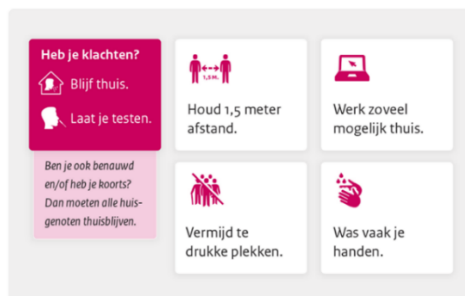 Heb je klachten?
Blijf thuis.
Laat je testen.
Ben je ook benauwd
en/of heb je koorts?
Dan moeten alle huis-
genoten thuisblijven.
1,5 M.
Houd 1,5 meter
afstand.
Werk zoveel
mogelijk thuis.
Vermijd te
drukke plekken.
Was vaak je
handen.